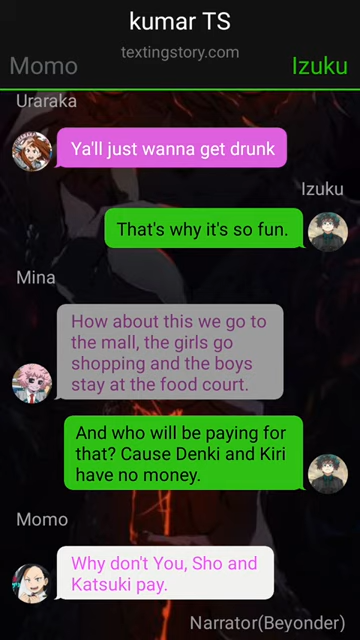 kumar TS
textingstory.com
Momo
Izuku
Uraraka
Ya'll just wanna get drunk
Izuku
That's why it's so fun.
Mina
How about this we go to
the mall, the girls go
shopping and the boys
stay at the food court.
And who will be paying for
that? Cause Denki and Kiri
have no money.
Momo
Why don't You, Sho and
Katsuki pay.
Narrator(Beyonder)